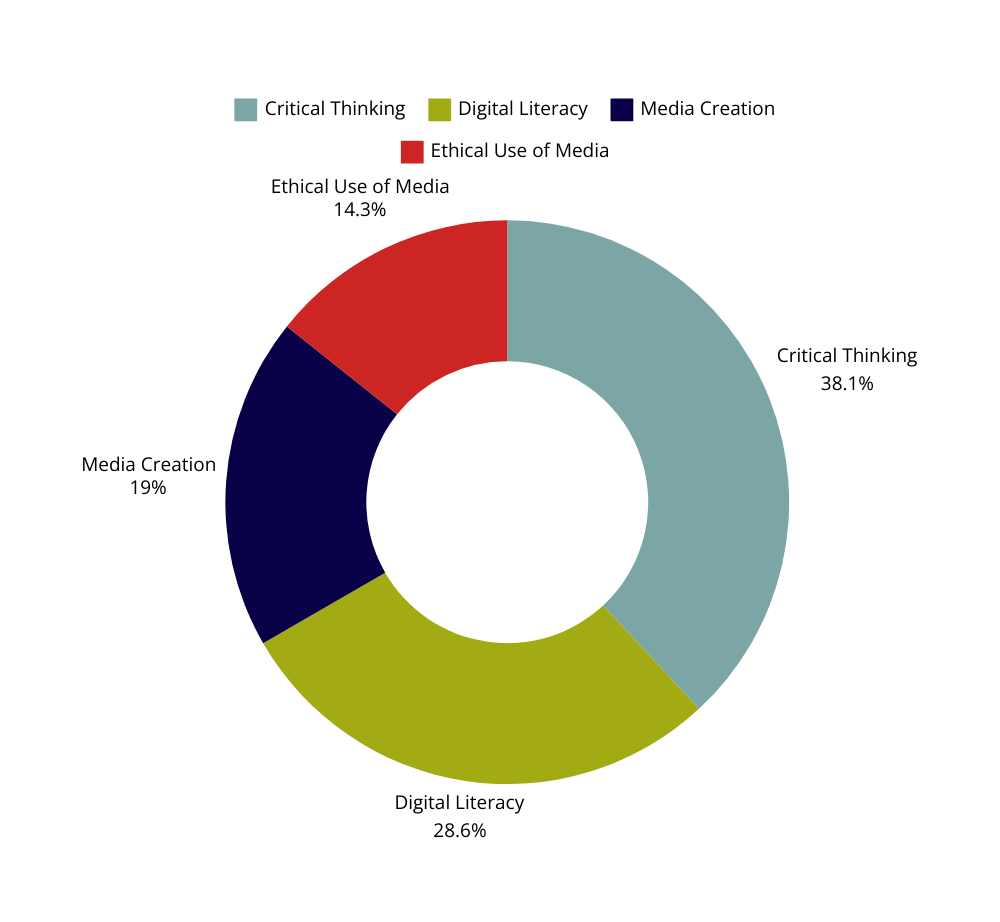 Critical Thinking Digital Literacy Media Creation
Ethical Use of Media
Ethical Use of Media
14.3%
Critical Thinking
38.1%
Media Creation
19%
Digital Literacy
28.6%